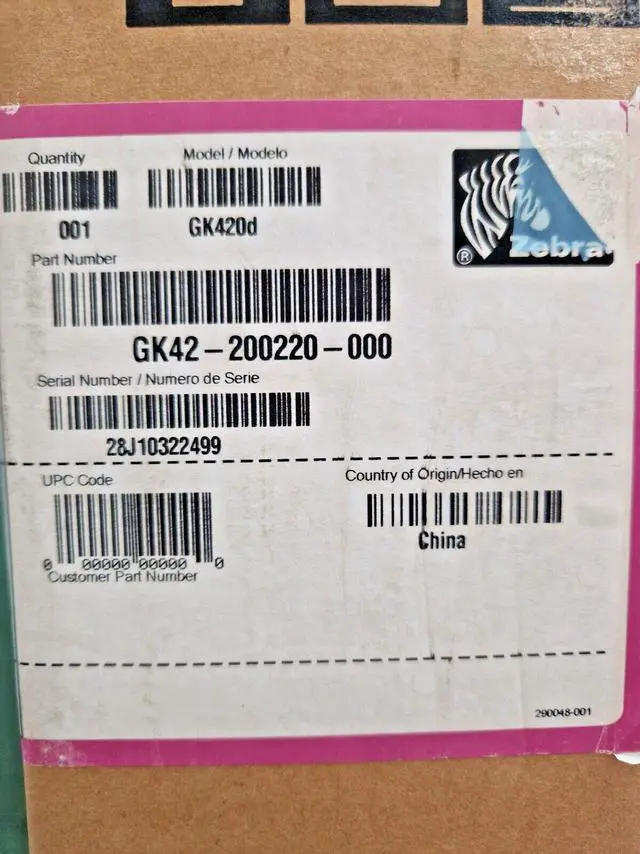 Quantity
Model / Modelo
001
GK420d
® Zebra
Part Number
GK42-200220-000
Serial Number / Numero de Serie
28J10322499
UPC Code
Country of Origin/Hecho en
China
0 00000 00000 0
Customer Part Number
290048-001